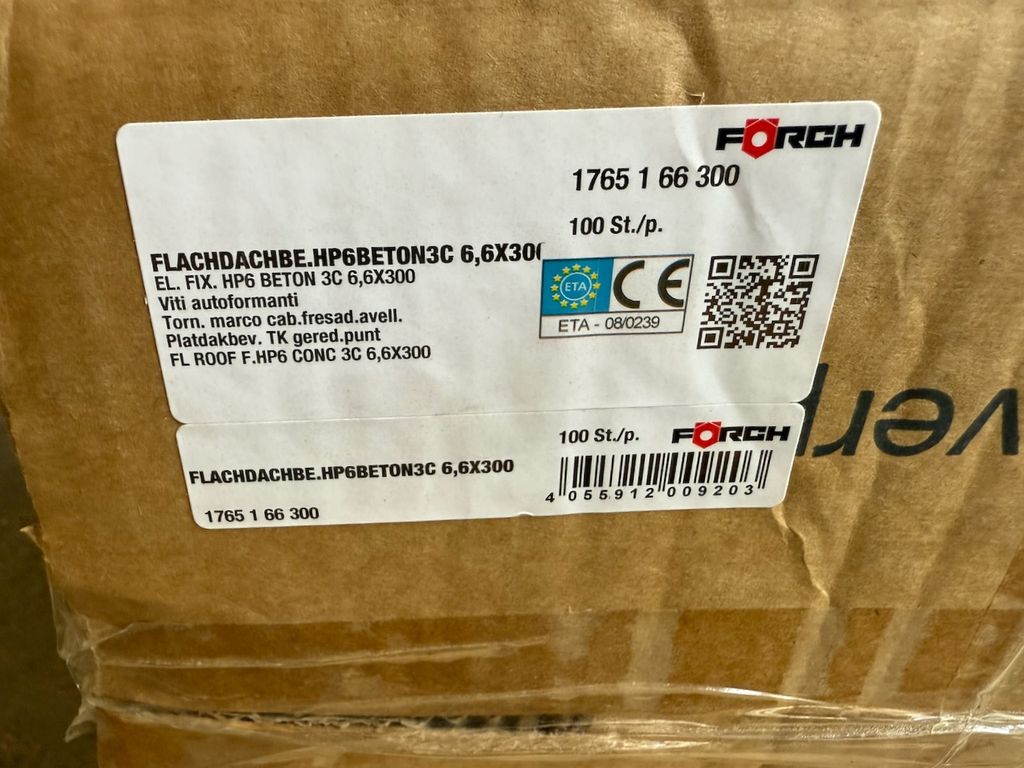 FÖRCH
1765 1 66 300
100 St./p.
FLACHDACHBE.HP6BETON3C 6,6X300
EL. FIX. HP6 BETON 3C 6,6X300
Viti autoformanti
Torn. marco cab.fresad.avell.
Platdakbev. TK gered.punt
FL ROOF F.HP6 CONC 3C 6,6X300
ETA CE
ETA - 08/0239
100 St./p. FÖRCH
FLACHDACHBE.HP6BETON3C 6,6X300
4 055912 009203
1765 1 66 300
verp